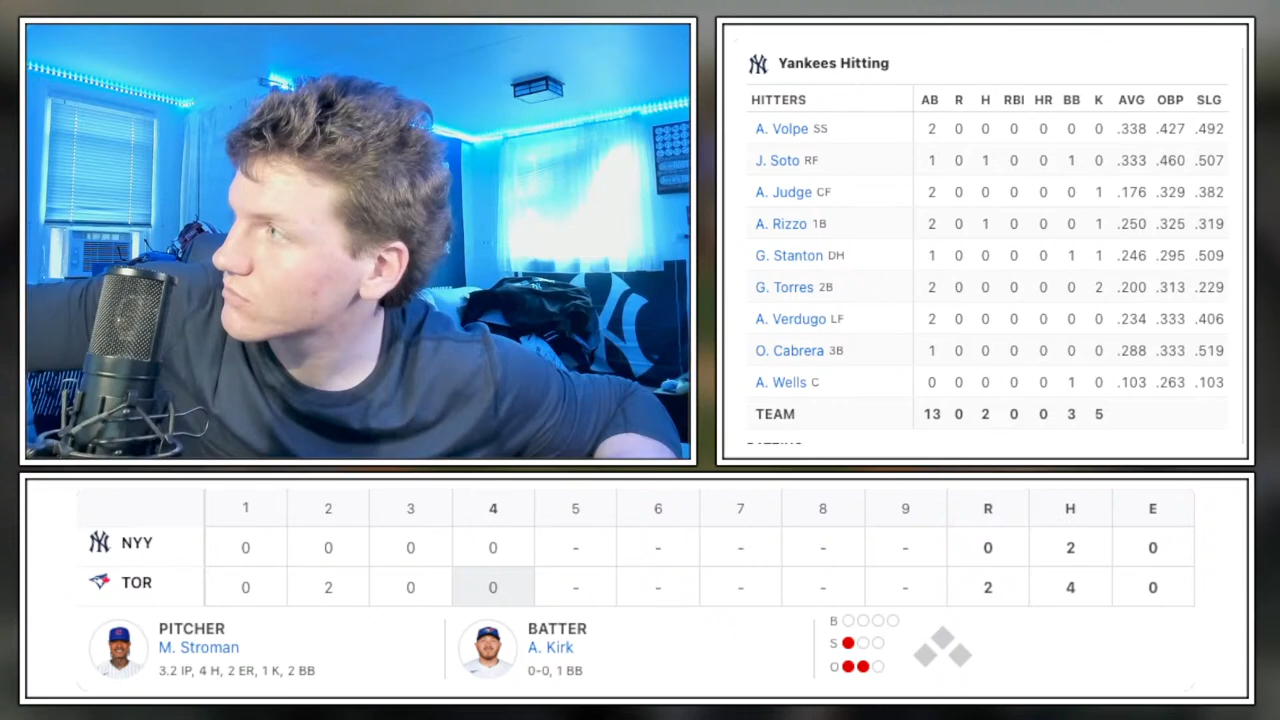 Yankees Hitting
HITTERS AB R H RBI HR BB K AVG OBP SLG
A. Volpe SS 2 0 0 0 0 0 0 .338 .427 .492
J. Soto RF 1 0 1 0 0 1 0 .333 .460 .507
A. Judge CF 2 0 0 0 0 0 1 .176 .329 .382
A. Rizzo 1B 2 0 1 0 0 0 1 .250 .325 .319
G. Stanton DH 1 0 0 0 0 1 1 .246 .295 .509
G. Torres 2B 2 0 0 0 0 0 2 .200 .313 .229
A. Verdugo LF 2 0 0 0 0 0 0 .234 .333 .406
O. Cabrera 3B 1 0 0 0 0 0 0 .288 .333 .519
A. Wells C 0 0 0 0 0 1 0 .103 .263 .103
TEAM 13 0 2 0 0 3 5
1 2 3 4 5 6 7 8 9 R H E
NYY 0 0 0 0 - - - - - 0 2 0
TOR 0 2 0 0 - - - - - 2 4 0
PITCHER
M. Stroman
3.2 IP, 4 H, 2 ER, 1 K, 2 BB
BATTER
A. Kirk
0-0, 1 BB
B
S
O